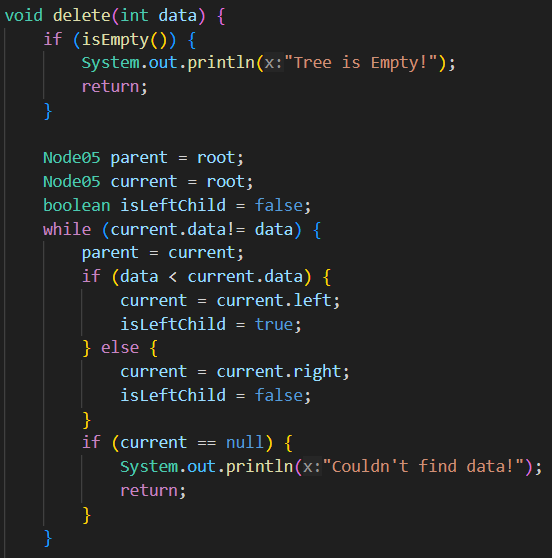 void delete(int data) {
    if (isEmpty()) {
        System.out.println(x:"Tree is Empty!");
        return;
    }

    Node05 parent = root;
    Node05 current = root;
    boolean isLeftChild = false;
    while (current.data!= data) {
        parent = current;
        if (data < current.data) {
            current = current.left;
            isLeftChild = true;
        } else {
            current = current.right;
            isLeftChild = false;
        }
        if (current == null) {
            System.out.println(x:"Couldn't find data!");
            return;
        }
    }